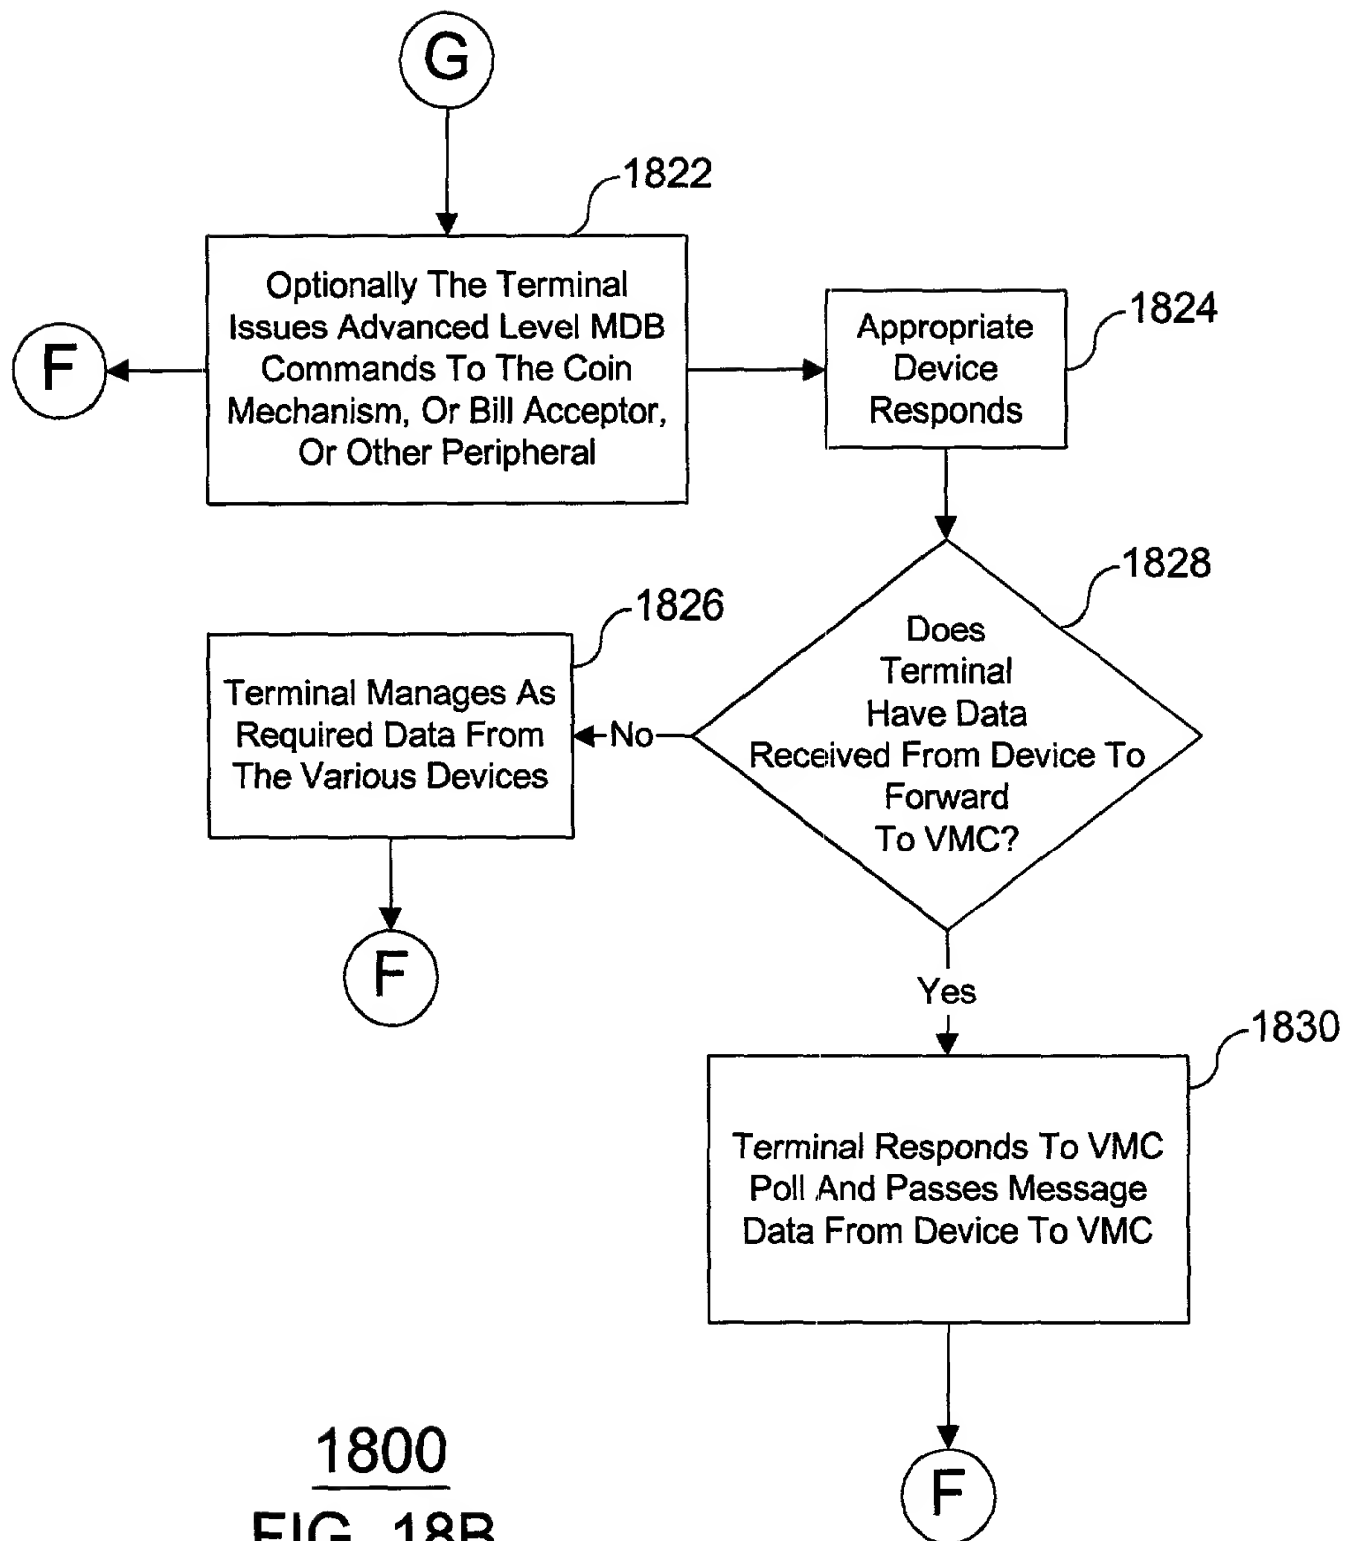 G
1822
Optionally The Terminal
Issues Advanced Level MDB
Commands To The Coin
Mechanism, Or Bill Acceptor,
Or Other Peripheral
F
1824
Appropriate
Device
Responds
1828
Does
Terminal
Have Data
Received From Device To
Forward
To VMC?
1826
Terminal Manages As
Required Data From
The Various Devices
No
F
Yes
1830
Terminal Responds To VMC
Poll And Passes Message
Data From Device To VMC
F
1800
FIG. 18B